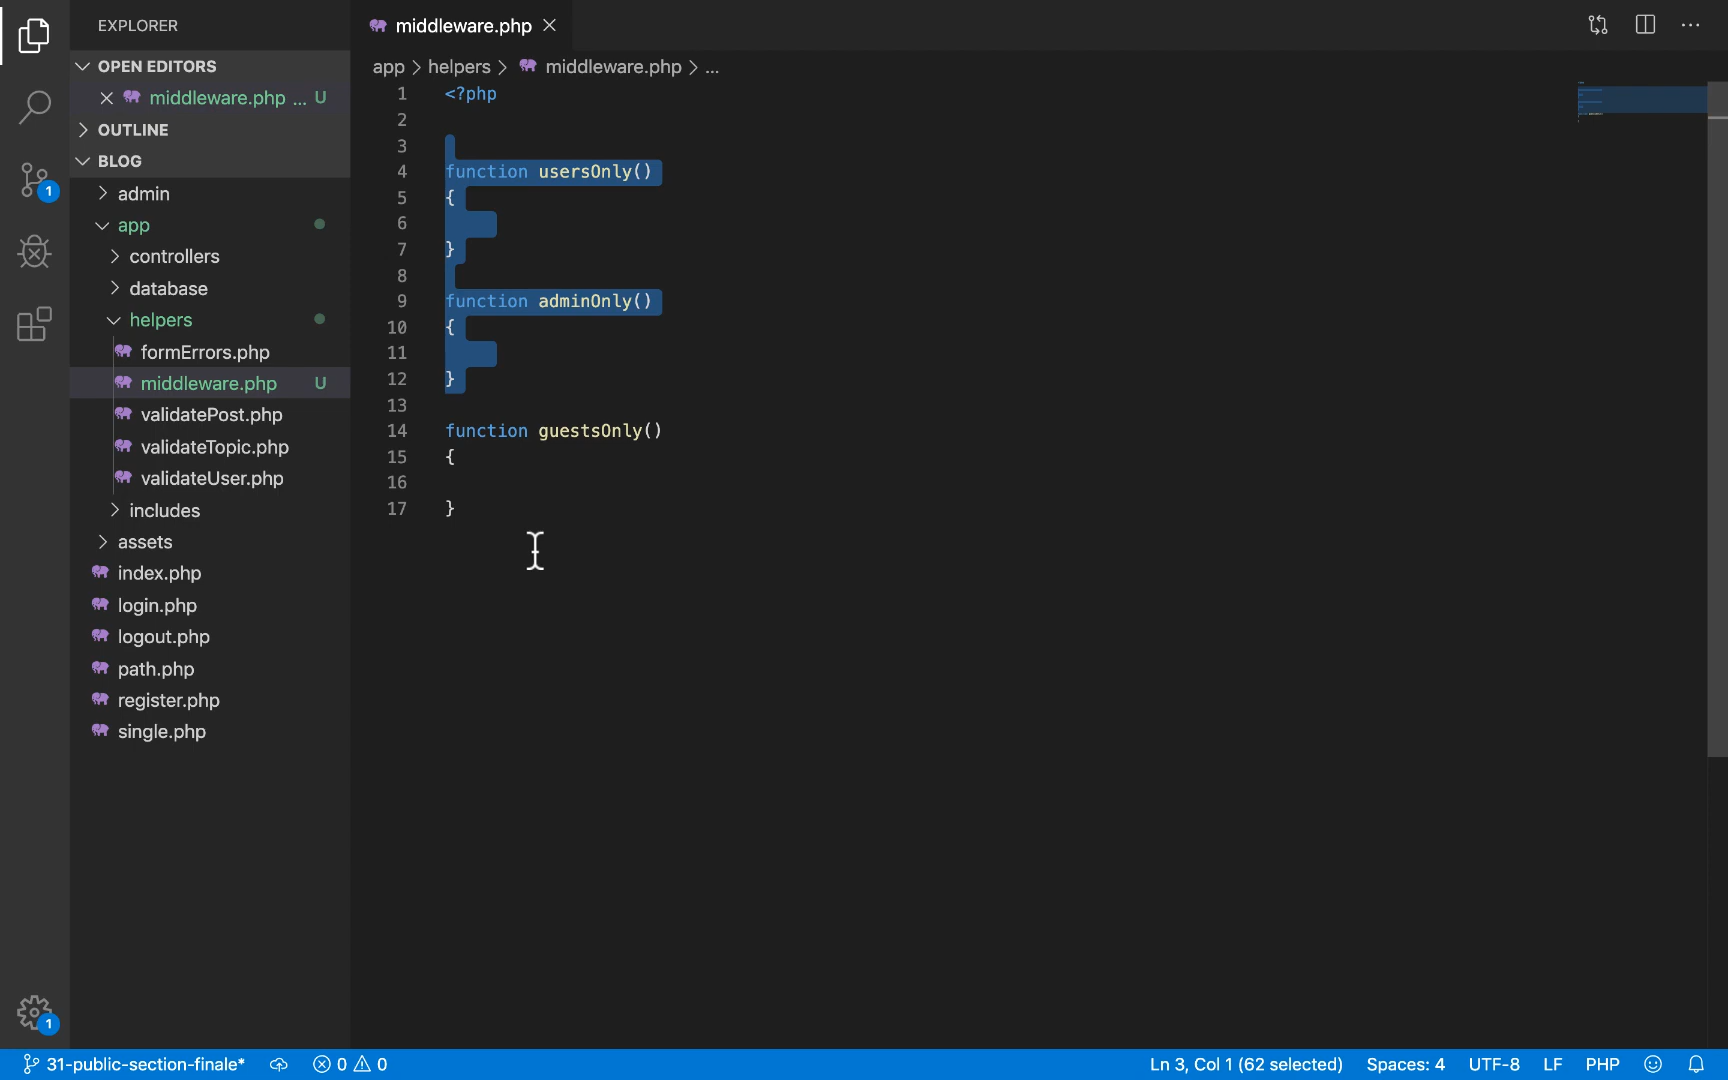 EXPLORER
OPEN EDITORS
middleware.php ... U
OUTLINE
BLOG
admin
app
controllers
database
helpers
formErrors.php
middleware.php U
validatePost.php
validateTopic.php
validateUser.php
includes
assets
index.php
login.php
logout.php
path.php
register.php
single.php
1
1
middleware.php
app > helpers > middleware.php > ...
1 <?php
2
3
4 function usersOnly()
5 {
6
7 }
8
9 function adminOnly()
10 {
11
12 }
13
14 function guestsOnly()
15 {
16
17 }
31-public-section-finale* 0 0 Ln 3, Col 1 (62 selected) Spaces: 4 UTF-8 LF PHP